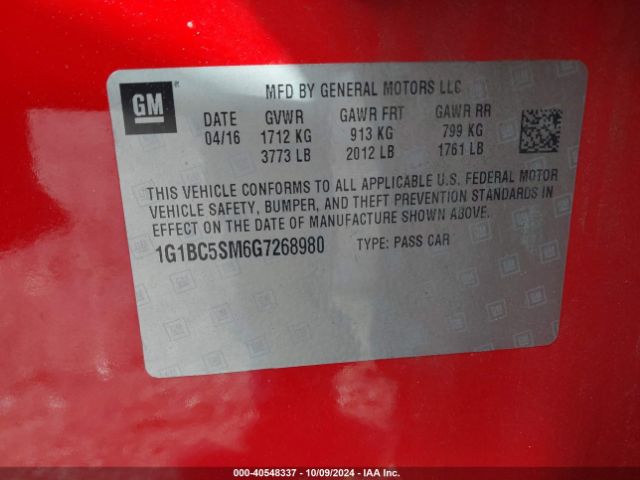 GM
MFD BY GENERAL MOTORS LLC
DATE GVWR GAWR FRT GAWR RR
04/16 1712 KG 913 KG 799 KG
3773 LB 2012 LB 1761 LB
THIS VEHICLE CONFORMS TO ALL APPLICABLE U.S. FEDERAL MOTOR
VEHICLE SAFETY, BUMPER, AND THEFT PREVENTION STANDARDS IN
EFFECT ON THE DATE OF MANUFACTURE SHOWN ABOVE.
1G1BC5SM6G7268980 TYPE: PASS CAR
000-40548337 - 10/09/2024 - IAA Inc.